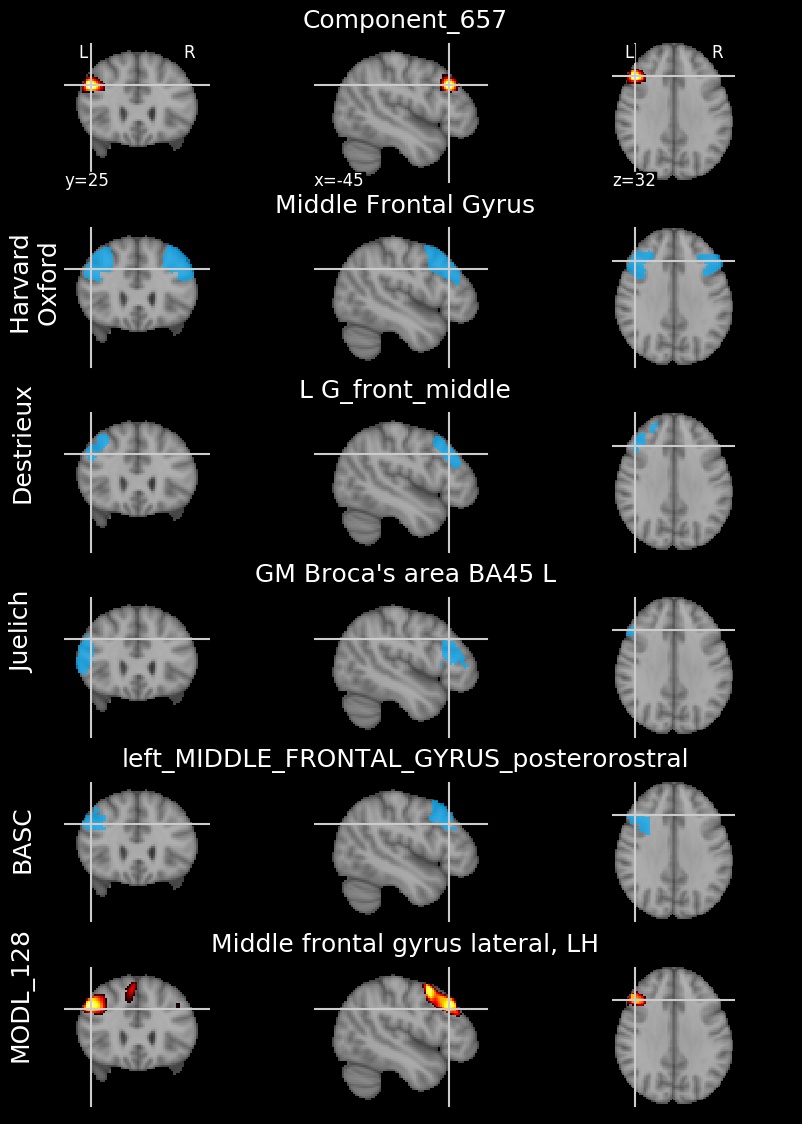 Component_657
L R
L R
y=25
x=-45
z=32
Middle Frontal Gyrus
Harvard
Oxford
L G_front_middle
Destrieux
GM Broca's area BA45 L
Juelich
left_MIDDLE_FRONTAL_GYRUS_posterorostral
BASC
Middle frontal gyrus lateral, LH
MODL_128